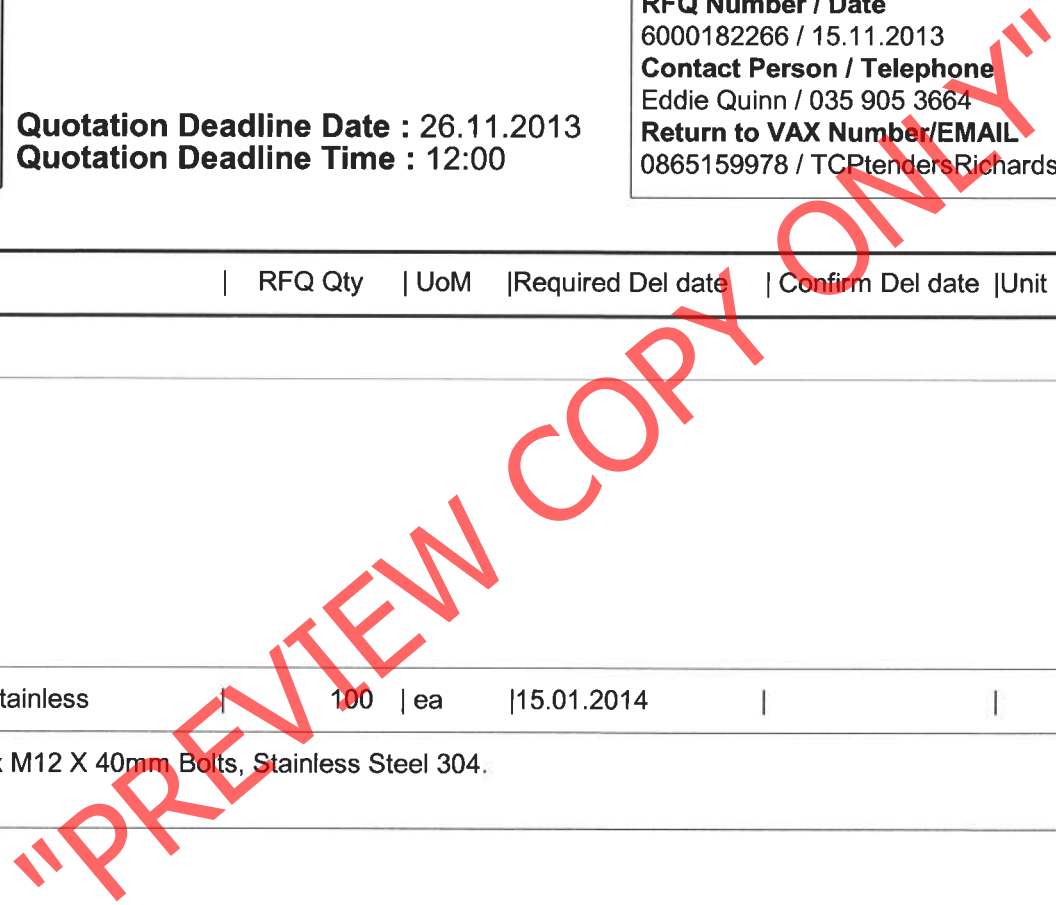 RFQ Number / Date
6000182266 / 15.11.2013
Contact Person / Telephone
Eddie Quinn / 035 905 3664
Quotation Deadline Date : 26.11.2013
Return to VAX Number/EMAIL
Quotation Deadline Time : 12:00
0865159978 / TCPtendersRichards
| RFQ Qty | UoM |Required Del date | Confirm Del date |Unit
tainless | 100 | ea |15.01.2014 | |
M12 X 40mm Bolts, Stainless Steel 304.
"PREVIEW COPY ONLY"